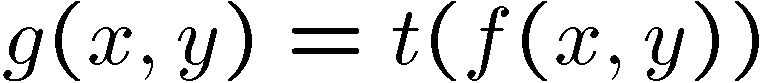 g(x, y) = t(f(x, y))